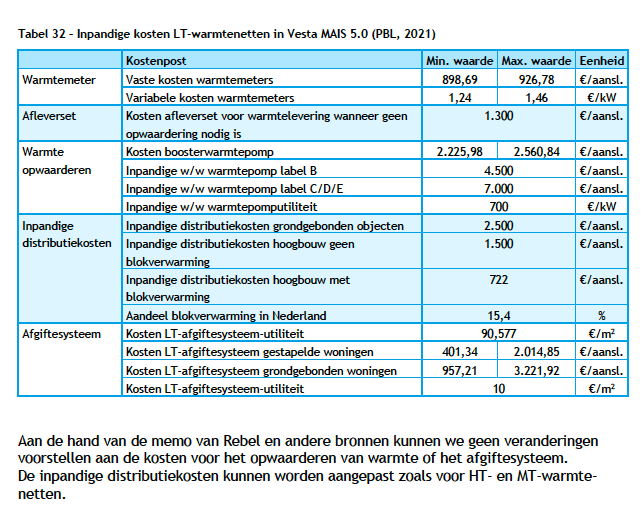 Tabel 32 – Inpandige kosten LT-warmtenetten in Vesta MAIS 5.0 (PBL, 2021)
Kostenpost Min. waarde Max. waarde Eenheid
Warmtemeter Vaste kosten warmtemeters 898,69 926,78 €/aansl.
Variabele kosten warmtemeters 1,24 1,46 €/kW
Afleverset Kosten afleverset voor warmtelevering wanneer geen 1.300 €/aansl.
opwaardering nodig is
Warmte Kosten boosterwarmtepomp 2.225,98 2.560,84 €/aansl.
opwaarderen Inpandige w/w warmtepomp label B 4.500 €/aansl.
Inpandige w/w warmtepomp label C/D/E 7.000 €/aansl.
Inpandige w/w warmtepomputiliteit 700 €/kW
Inpandige Inpandige distributiekosten grondgebonden objecten 2.500 €/aansl.
distributiekosten Inpandige distributiekosten hoogbouw geen 1.500 €/aansl.
blokverwarming
Inpandige distributiekosten hoogbouw met 722 €/aansl.
blokverwarming
Aandeel blokverwarming in Nederland 15,4 %
Afgiftesysteem Kosten LT-afgiftesysteem-utiliteit 90,577 €/m²
Kosten LT-afgiftesysteem gestapelde woningen 401,34 2.014,85 €/aansl.
Kosten LT-afgiftesysteem grondgebonden woningen 957,21 3.221,92 €/aansl.
Kosten LT-afgiftesysteem-utiliteit 10 €/m²
Aan de hand van de memo van Rebel en andere bronnen kunnen we geen veranderingen
voorstellen aan de kosten voor het opwaarderen van warmte of het afgiftesysteem.
De inpandige distributiekosten kunnen worden aangepast zoals voor HT- en MT-warmte-
netten.